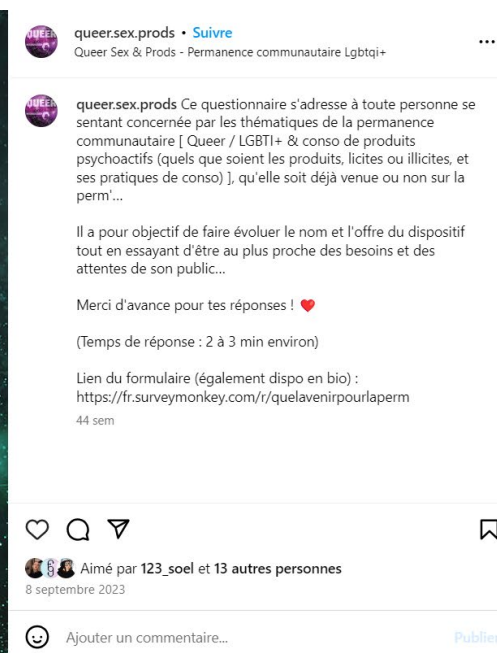 queer.sex.prods • Suivre
Queer Sex & Prods - Permanence communautaire Lgbtqi+
queer.sex.prods Ce questionnaire s'adresse à toute personne se
sentant concernée par les thématiques de la permanence
communautaire [ Queer / LGBTI+ & conso de produits
psychoactifs (quels que soient les produits, licites ou illicites, et
ses pratiques de conso) ], qu'elle soit déjà venue ou non sur la
perm'...
Il a pour objectif de faire évoluer le nom et l'offre du dispositif
tout en essayant d'être au plus proche des besoins et des
attentes de son public...
Merci d'avance pour tes réponses ! ❤️
(Temps de réponse : 2 à 3 min environ)
Lien du formulaire (également dispo en bio) :
https://fr.surveymonkey.com/r/quelavenirpourlaperm
44 sem
Aimé par 123_soel et 13 autres personnes
8 septembre 2023
Ajouter un commentaire... Publier